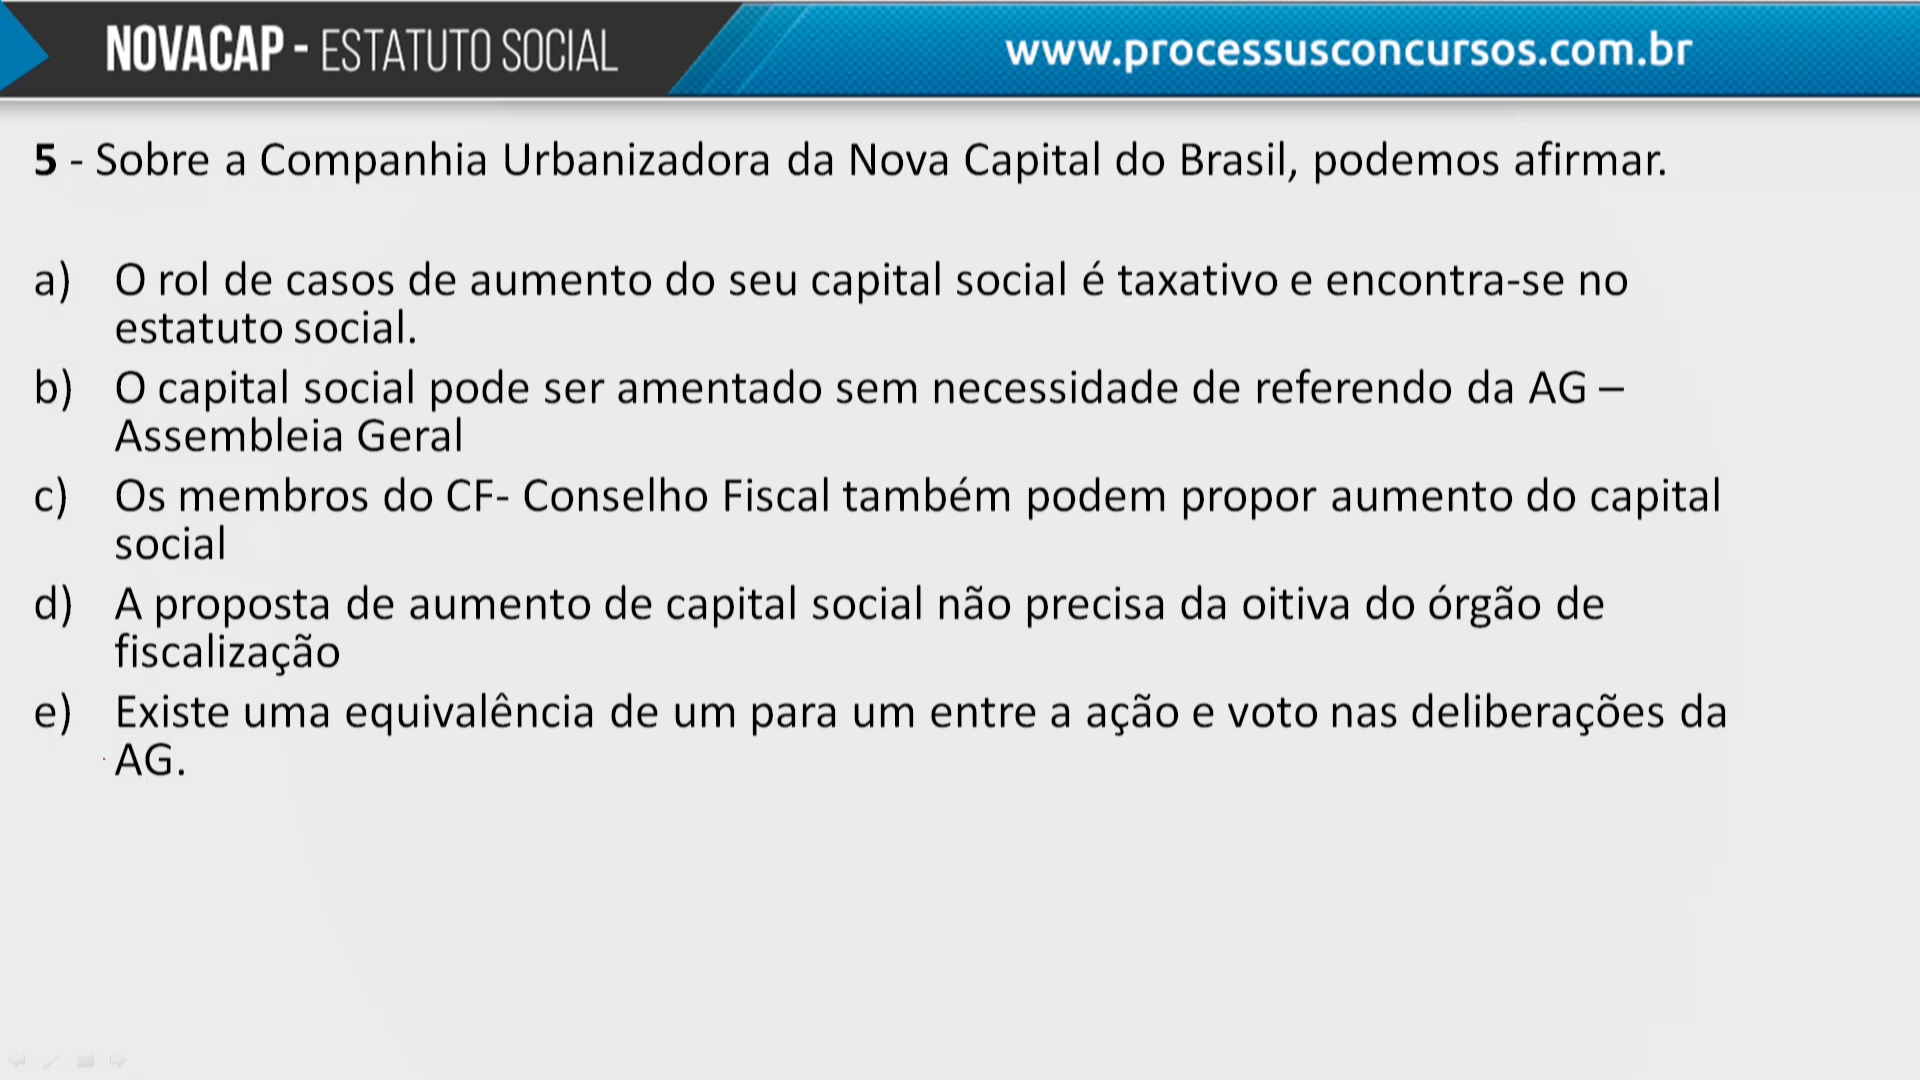 NOVACAP - ESTATUTO SOCIAL
www.processusconcursos.com.br
5 - Sobre a Companhia Urbanizadora da Nova Capital do Brasil, podemos afirmar.
a) O rol de casos de aumento do seu capital social é taxativo e encontra-se no
estatuto social.
b) O capital social pode ser amentado sem necessidade de referendo da AG –
Assembleia Geral
c) Os membros do CF- Conselho Fiscal também podem propor aumento do capital
social
d) A proposta de aumento de capital social não precisa da oitiva do órgão de
fiscalização
e) Existe uma equivalência de um para um entre a ação e voto nas deliberações da
AG.